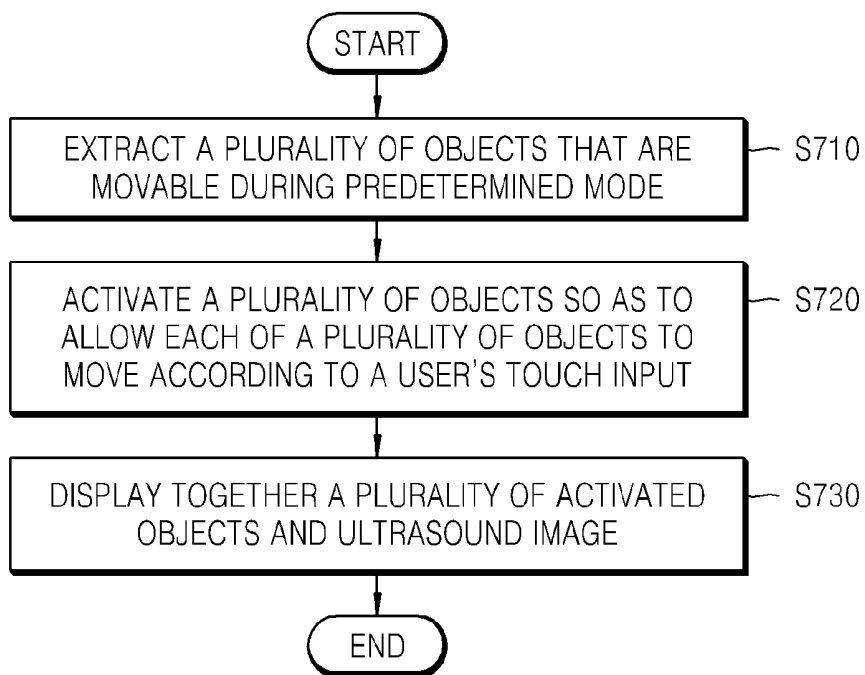 START
EXTRACT A PLURALITY OF OBJECTS THAT ARE
MOVABLE DURING PREDETERMINED MODE
S710
ACTIVATE A PLURALITY OF OBJECTS SO AS TO
ALLOW EACH OF A PLURALITY OF OBJECTS TO
MOVE ACCORDING TO A USER'S TOUCH INPUT
S720
DISPLAY TOGETHER A PLURALITY OF ACTIVATED
OBJECTS AND ULTRASOUND IMAGE
S730
END